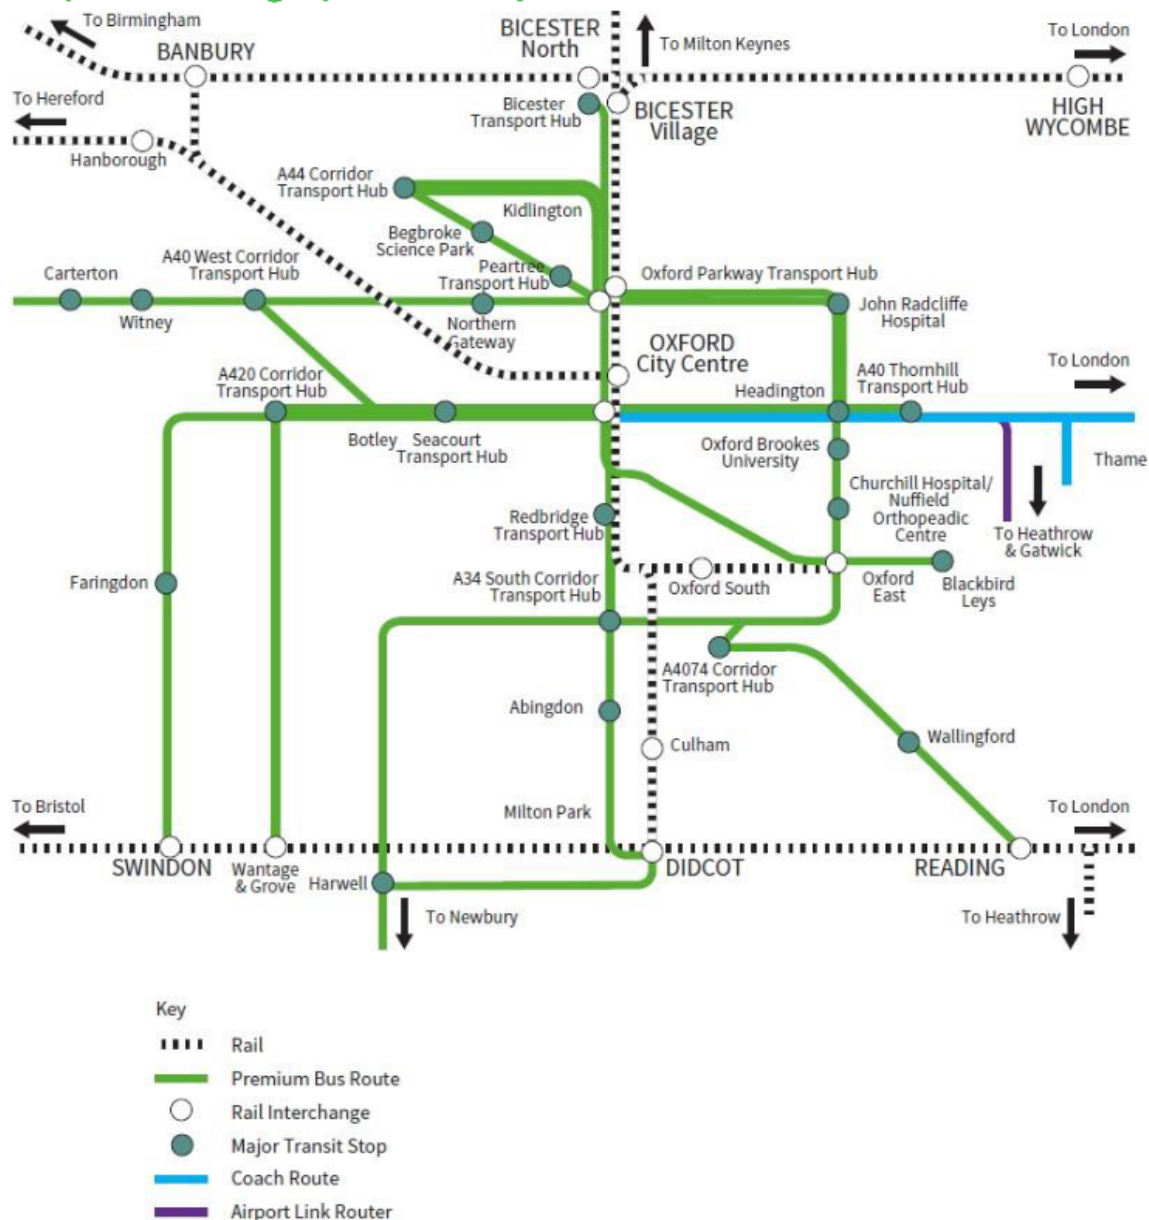 To Birmingham
BANBURY
BICESTER
North
To Milton Keynes
To London
To Hereford
Hanborough
Bicester
Transport Hub
BICESTER
Village
HIGH
WYCOMBE
A44 Corridor
Transport Hub
Kidlington
Begbroke
Science Park
A40 West Corridor
Transport Hub
Peartree
Transport Hub
Oxford Parkway Transport Hub
Carterton
Witney
Northern
Gateway
John Radcliffe
Hospital
OXFORD
City Centre
A420 Corridor
Transport Hub
Headington
A40 Thornhill
Transport Hub
To London
Botley
Seacourt
Transport Hub
Oxford Brookes
University
Thame
Churchill Hospital/
Nuffield
Orthopeadic
Centre
Redbridge
Transport Hub
To Heathrow
& Gatwick
Faringdon
A34 South Corridor
Transport Hub
Oxford South
Oxford
East
Blackbird
Leys
A4074 Corridor
Transport Hub
Abingdon
Culham
Wallingford
To Bristol
Milton Park
To London
SWINDON
Wantage
& Grove
Harwell
DIDCOT
READING
To Newbury
To Heathrow
Key
Rail
Premium Bus Route
Rail Interchange
Major Transit Stop
Coach Route
Airport Link Router